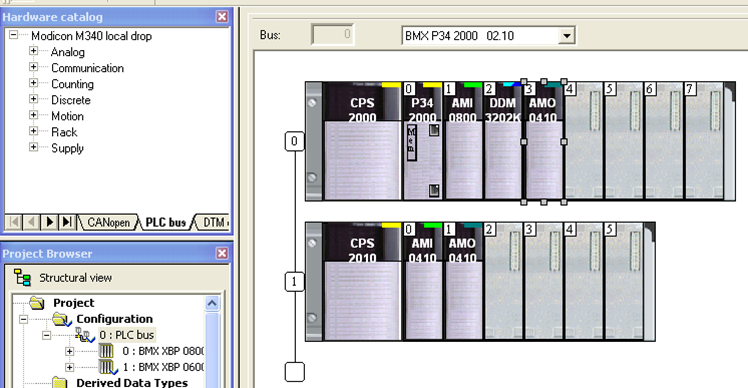 Hardware catalog
Modicon M340 local drop
Analog
Communication
Counting
Discrete
Motion
Rack
Supply
CANopen PLC bus DTM
Project Browser
Structural view
Project
Configuration
0 : PLC bus
0 : BMX XBP 080(
1 : BMX XBP 060(
Derived Data Types
Bus: 0 BMX P34 2000 02.10
0 1 2 3 4 5 6 7
CPS P34 AMI DDM AMO
2000 2000 0800 3202K 0410
Mem
0
0 1 2 3 4 5
CPS AMI AMO
2010 0410 0410
1